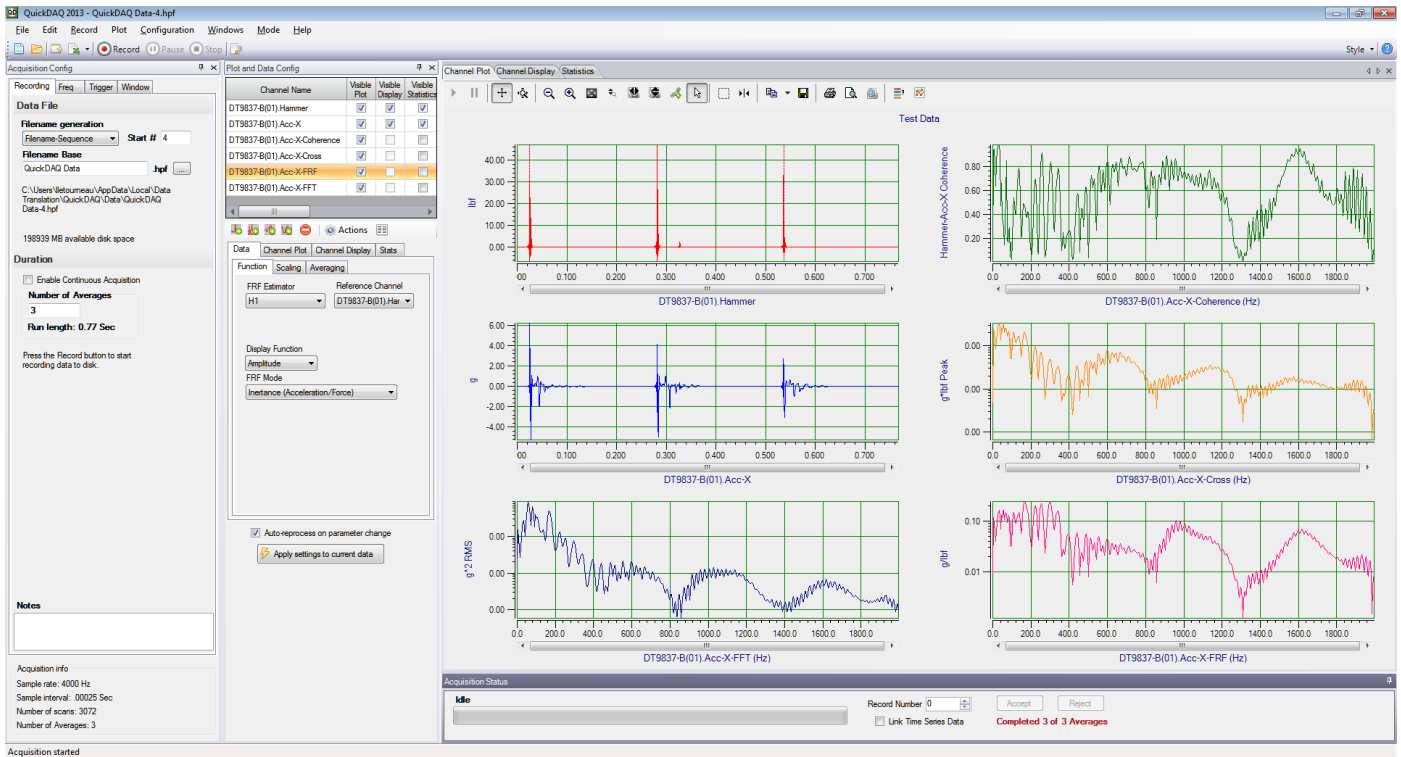 QD QuickDAQ 2013 - QuickDAQ Data-4.hpf
File Edit Record Plot Configuration Windows Mode Help
Record Pause Stop Style
Acquisition Config
Recording Freq Trigger Window
Data File
Filename generation
Filename-Sequence Start # 4
Filename Base
QuickDAQ Data .hpf ...
C:\Users\lletourneau\AppData\Local\Data
Translation\QuickDAQ\Data\QuickDAQ
Data-4.hpf
198939 MB available disk space
Duration
Enable Continuous Acquisition
Number of Averages
3
Run length: 0.77 Sec
Press the Record button to start
recording data to disk.
Notes
Acquisition info
Sample rate: 4000 Hz
Sample interval: .00025 Sec
Number of scans: 3072
Number of Averages: 3
Acquisition started
Plot and Data Config
Channel Name Visible Plot Visible Display Visible Statistics
DT9837-B(01).Hammer
DT9837-B(01).Acc-X
DT9837-B(01).Acc-X-Coherence
DT9837-B(01).Acc-X-Cross
DT9837-B(01).Acc-X-FRF
DT9837-B(01).Acc-X-FFT
Actions
Data Channel Plot Channel Display Stats
Function Scaling Averaging
FRF Estimator Reference Channel
H1 DT9837-B(01).Har
Display Function
Amplitude
FRF Mode
Inertance (Acceleration/Force)
Auto-reprocess on parameter change
Apply settings to current data
Channel Plot Channel Display Statistics
Test Data
lbf
40.00
30.00
20.00
10.00
0.00
00 0.100 0.200 0.300 0.400 0.500 0.600 0.700
DT9837-B(01).Hammer
Hammer-Acc-X Coherence
0.80
0.60
0.40
0.20
0.0 200.0 400.0 600.0 800.0 1000.0 1200.0 1400.0 1600.0 1800.0
DT9837-B(01).Acc-X-Coherence (Hz)
g
6.00
4.00
2.00
0.00
-2.00
-4.00
00 0.100 0.200 0.300 0.400 0.500 0.600 0.700
DT9837-B(01).Acc-X
g*lbf Peak
0.00
0.00
0.00
0.0 200.0 400.0 600.0 800.0 1000.0 1200.0 1400.0 1600.0 1800.0
DT9837-B(01).Acc-X-Cross (Hz)
g^2 RMS
0.00
0.00
0.00
0.0 200.0 400.0 600.0 800.0 1000.0 1200.0 1400.0 1600.0 1800.0
DT9837-B(01).Acc-X-FFT (Hz)
g/lbf
0.10
0.01
0.0 200.0 400.0 600.0 800.0 1000.0 1200.0 1400.0 1600.0 1800.0
DT9837-B(01).Acc-X-FRF (Hz)
Acquisition Status
Idle
Record Number 0 Accept Reject
Link Time Series Data Completed 3 of 3 Averages